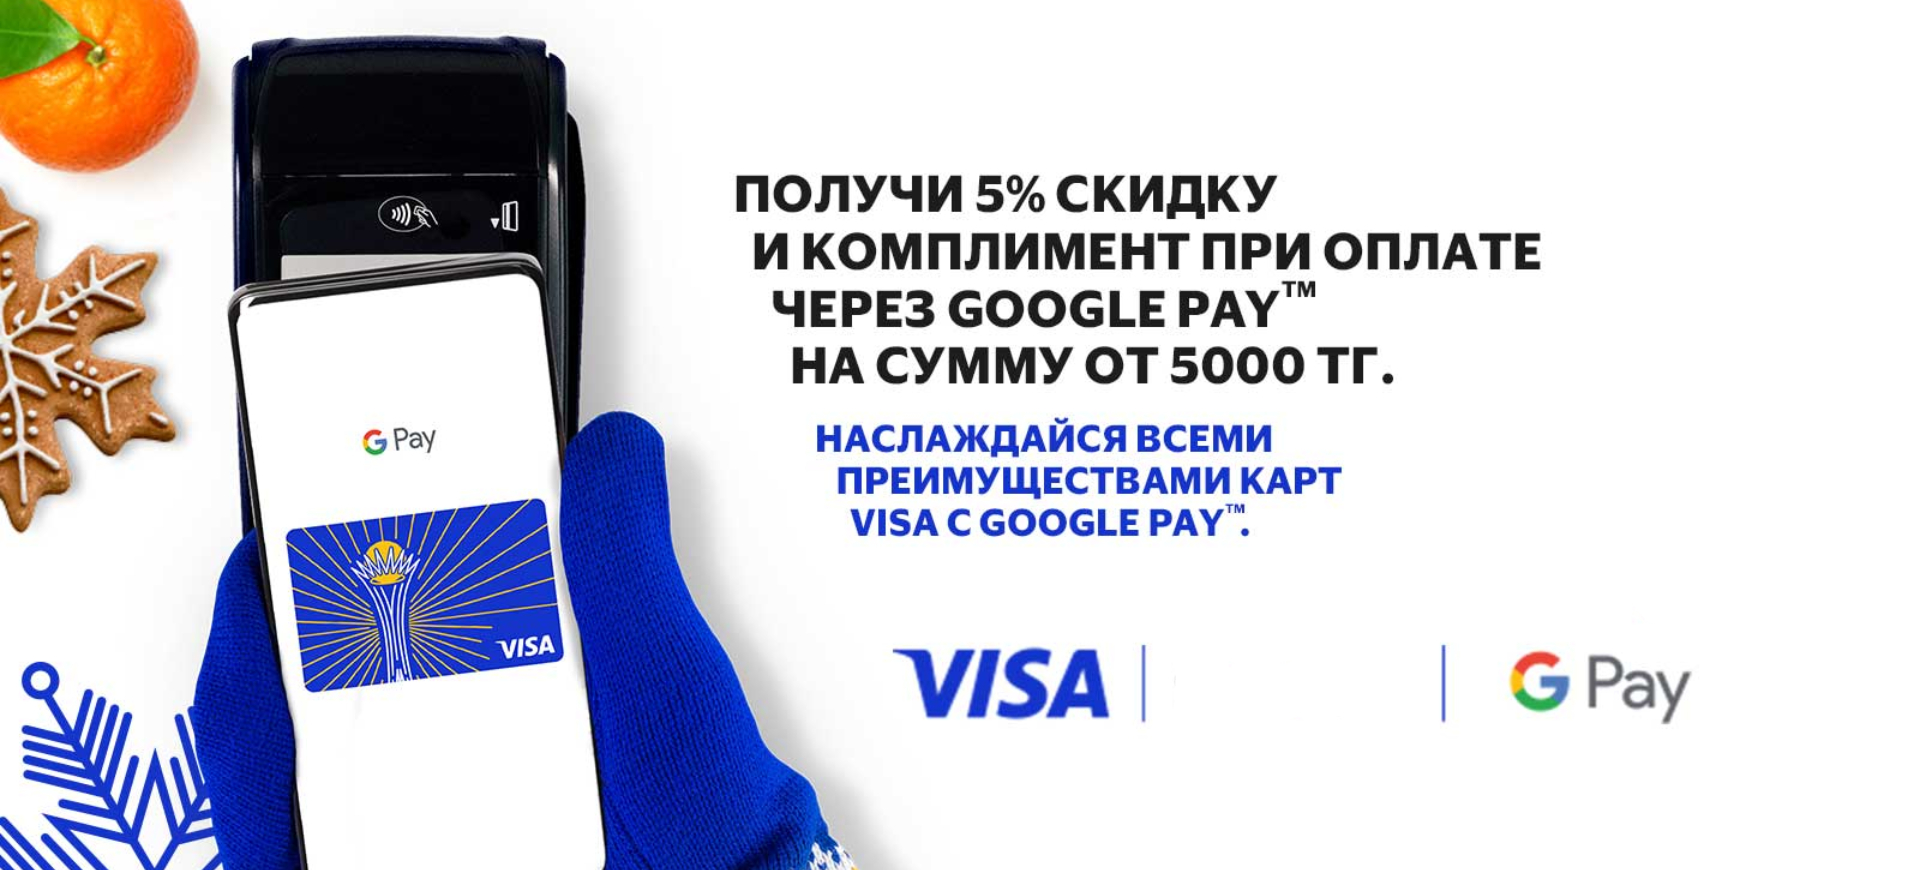 ПОЛУЧИ 5% СКИДКУ
И КОМПЛИМЕНТ ПРИ ОПЛАТЕ
ЧЕРЕЗ GOOGLE PAY™
НА СУММУ ОТ 5000 ТГ.
НАСЛАЖДАЙСЯ ВСЕМИ
ПРЕИМУЩЕСТВАМИ КАРТ
VISA С GOOGLE PAY™.
G Pay
VISA
VISA
G Pay